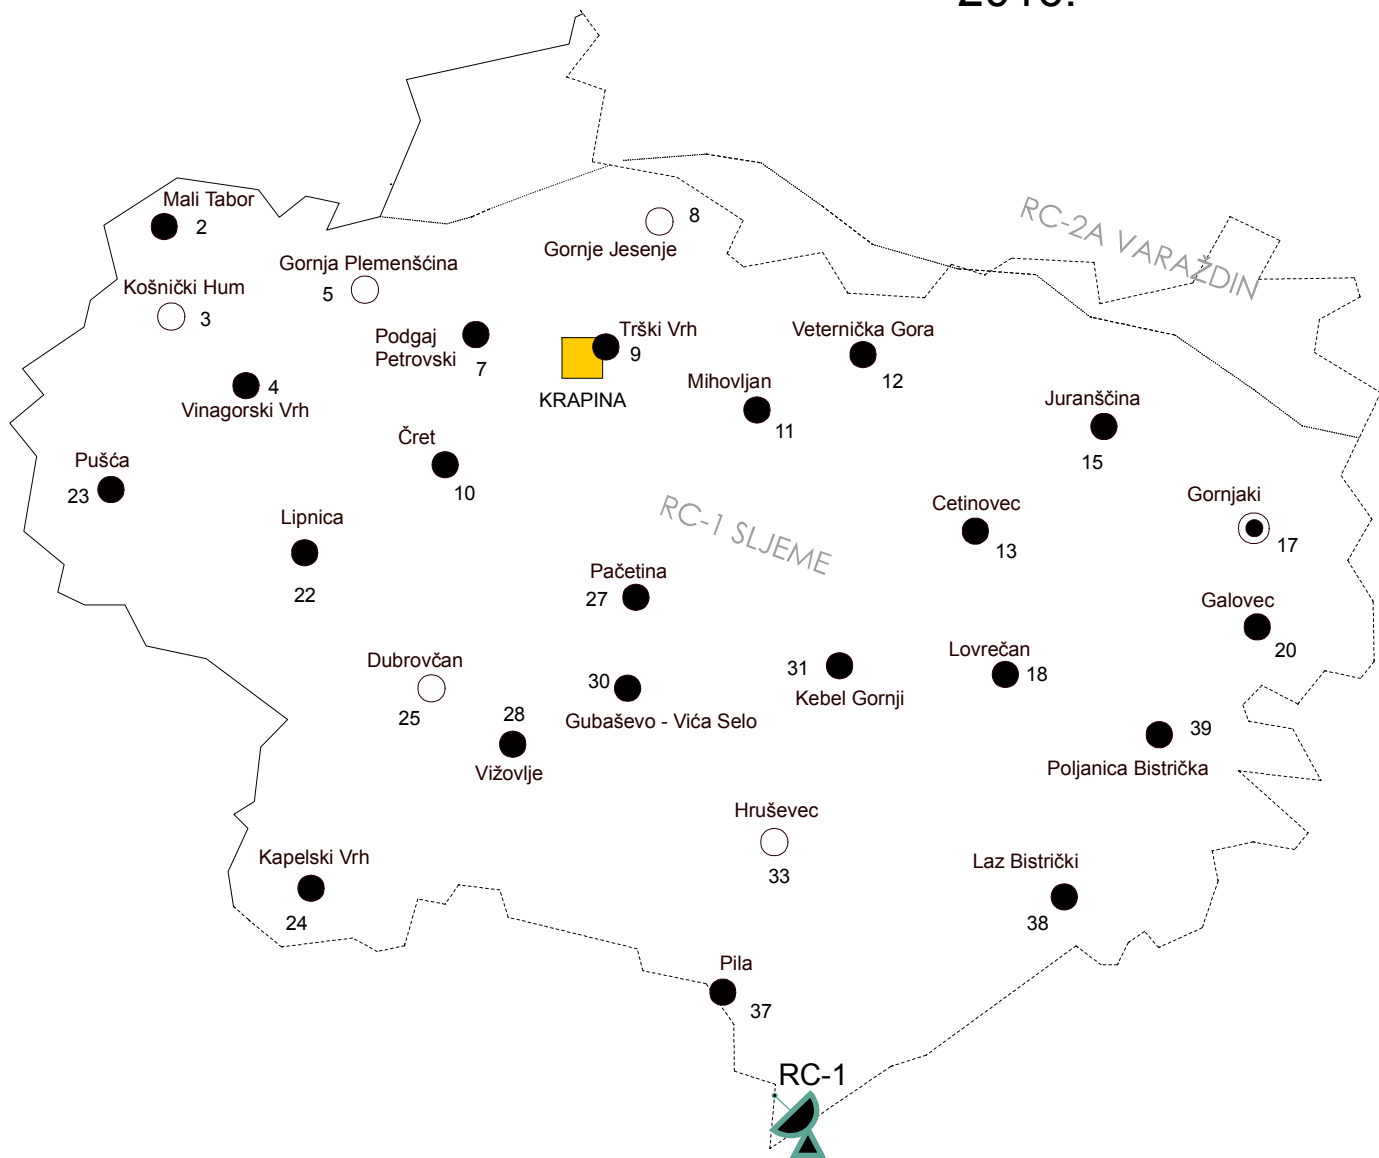 2
Mali Tabor
2
8
Gornje Jesenje
RC-2A VARAŽDIN
Gornja Plemenšćina
5
Košnički Hum
3
Podgaj
Petrovski
7
Trški Vrh
9
KRAPINA
Veternička Gora
12
Mihovljan
11
4
Vinagorski Vrh
Juranščina
15
Čret
10
Pušća
23
Gornjaki
17
Cetinovec
13
RC-1 SLJEME
Lipnica
22
Pačetina
27
Galovec
20
Lovrečan
18
31
Kebel Gornji
Dubrovčan
25
30
Gubaševo - Vića Selo
28
Vižovlje
39
Poljanica Bistrička
Hruševec
33
Kapelski Vrh
24
Laz Bistrički
38
Pila
37
RC-1